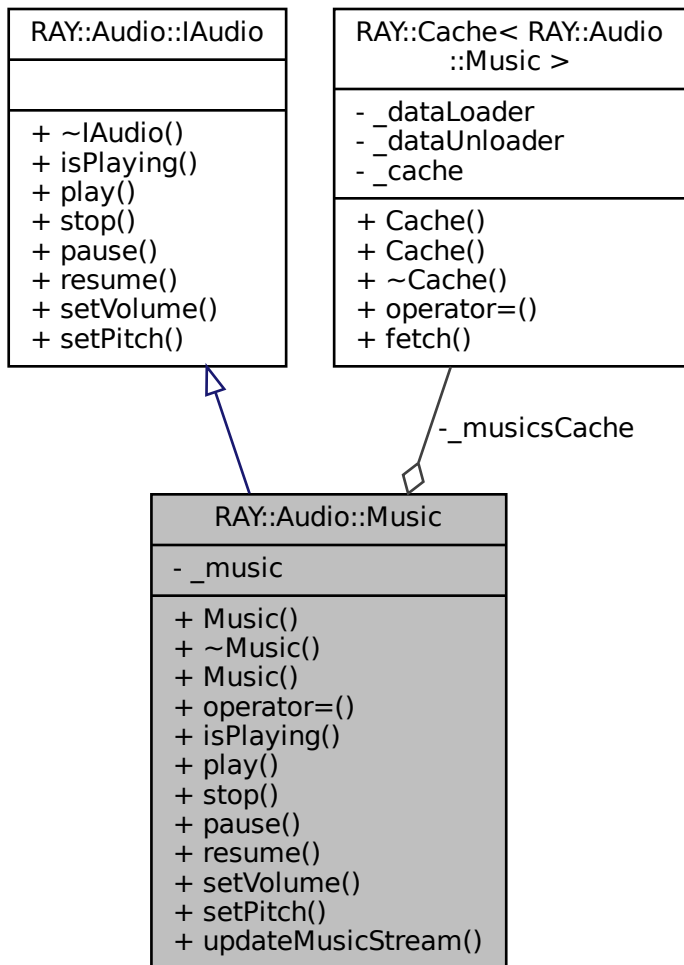 RAY::Audio::IAudio
+ ~IAudio()
+ isPlaying()
+ play()
+ stop()
+ pause()
+ resume()
+ setVolume()
+ setPitch()
RAY::Cache< RAY::Audio
::Music >
- _dataLoader
- _dataUnloader
- _cache
+ Cache()
+ Cache()
+ ~Cache()
+ operator=()
+ fetch()
-_musicsCache
RAY::Audio::Music
- _music
+ Music()
+ ~Music()
+ Music()
+ operator=()
+ isPlaying()
+ play()
+ stop()
+ pause()
+ resume()
+ setVolume()
+ setPitch()
+ updateMusicStream()